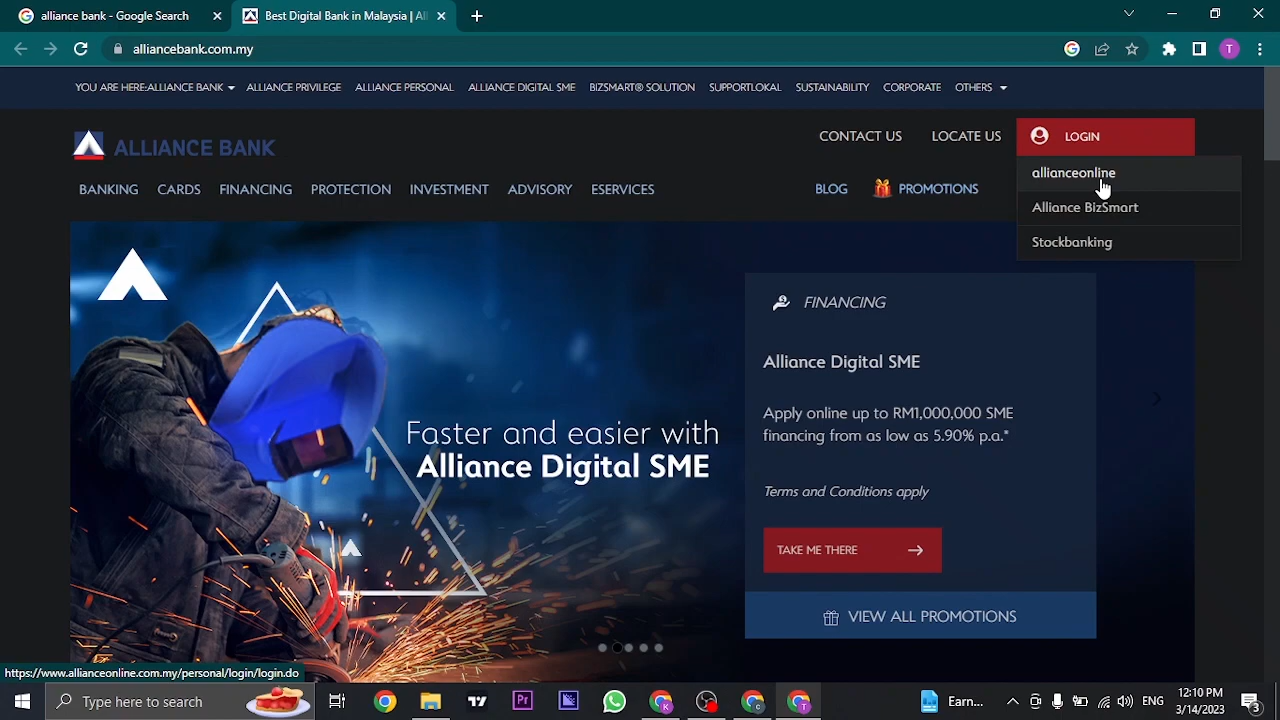 alliance bank - Google Search
Best Digital Bank in Malaysia | All
alliancebank.com.my
T
YOU ARE HERE:ALLIANCE BANK
ALLIANCE PRIVILEGE
ALLIANCE PERSONAL
ALLIANCE DIGITAL SME
BIZSMART® SOLUTION
SUPPORTLOKAL
SUSTAINABILITY
CORPORATE
OTHERS
ALLIANCE BANK
CONTACT US
LOCATE US
LOGIN
allianceonline
Alliance BizSmart
Stockbanking
BANKING
CARDS
FINANCING
PROTECTION
INVESTMENT
ADVISORY
ESERVICES
BLOG
PROMOTIONS
Faster and easier with
Alliance Digital SME
FINANCING
Alliance Digital SME
Apply online up to RM1,000,000 SME
financing from as low as 5.90% p.a.*
Terms and Conditions apply
TAKE ME THERE
VIEW ALL PROMOTIONS
https://www.allianceonline.com.my/personal/login/login.do
Type here to search
Pr
K
T
Earn...
ENG
12:10 PM
3/14/2023
3